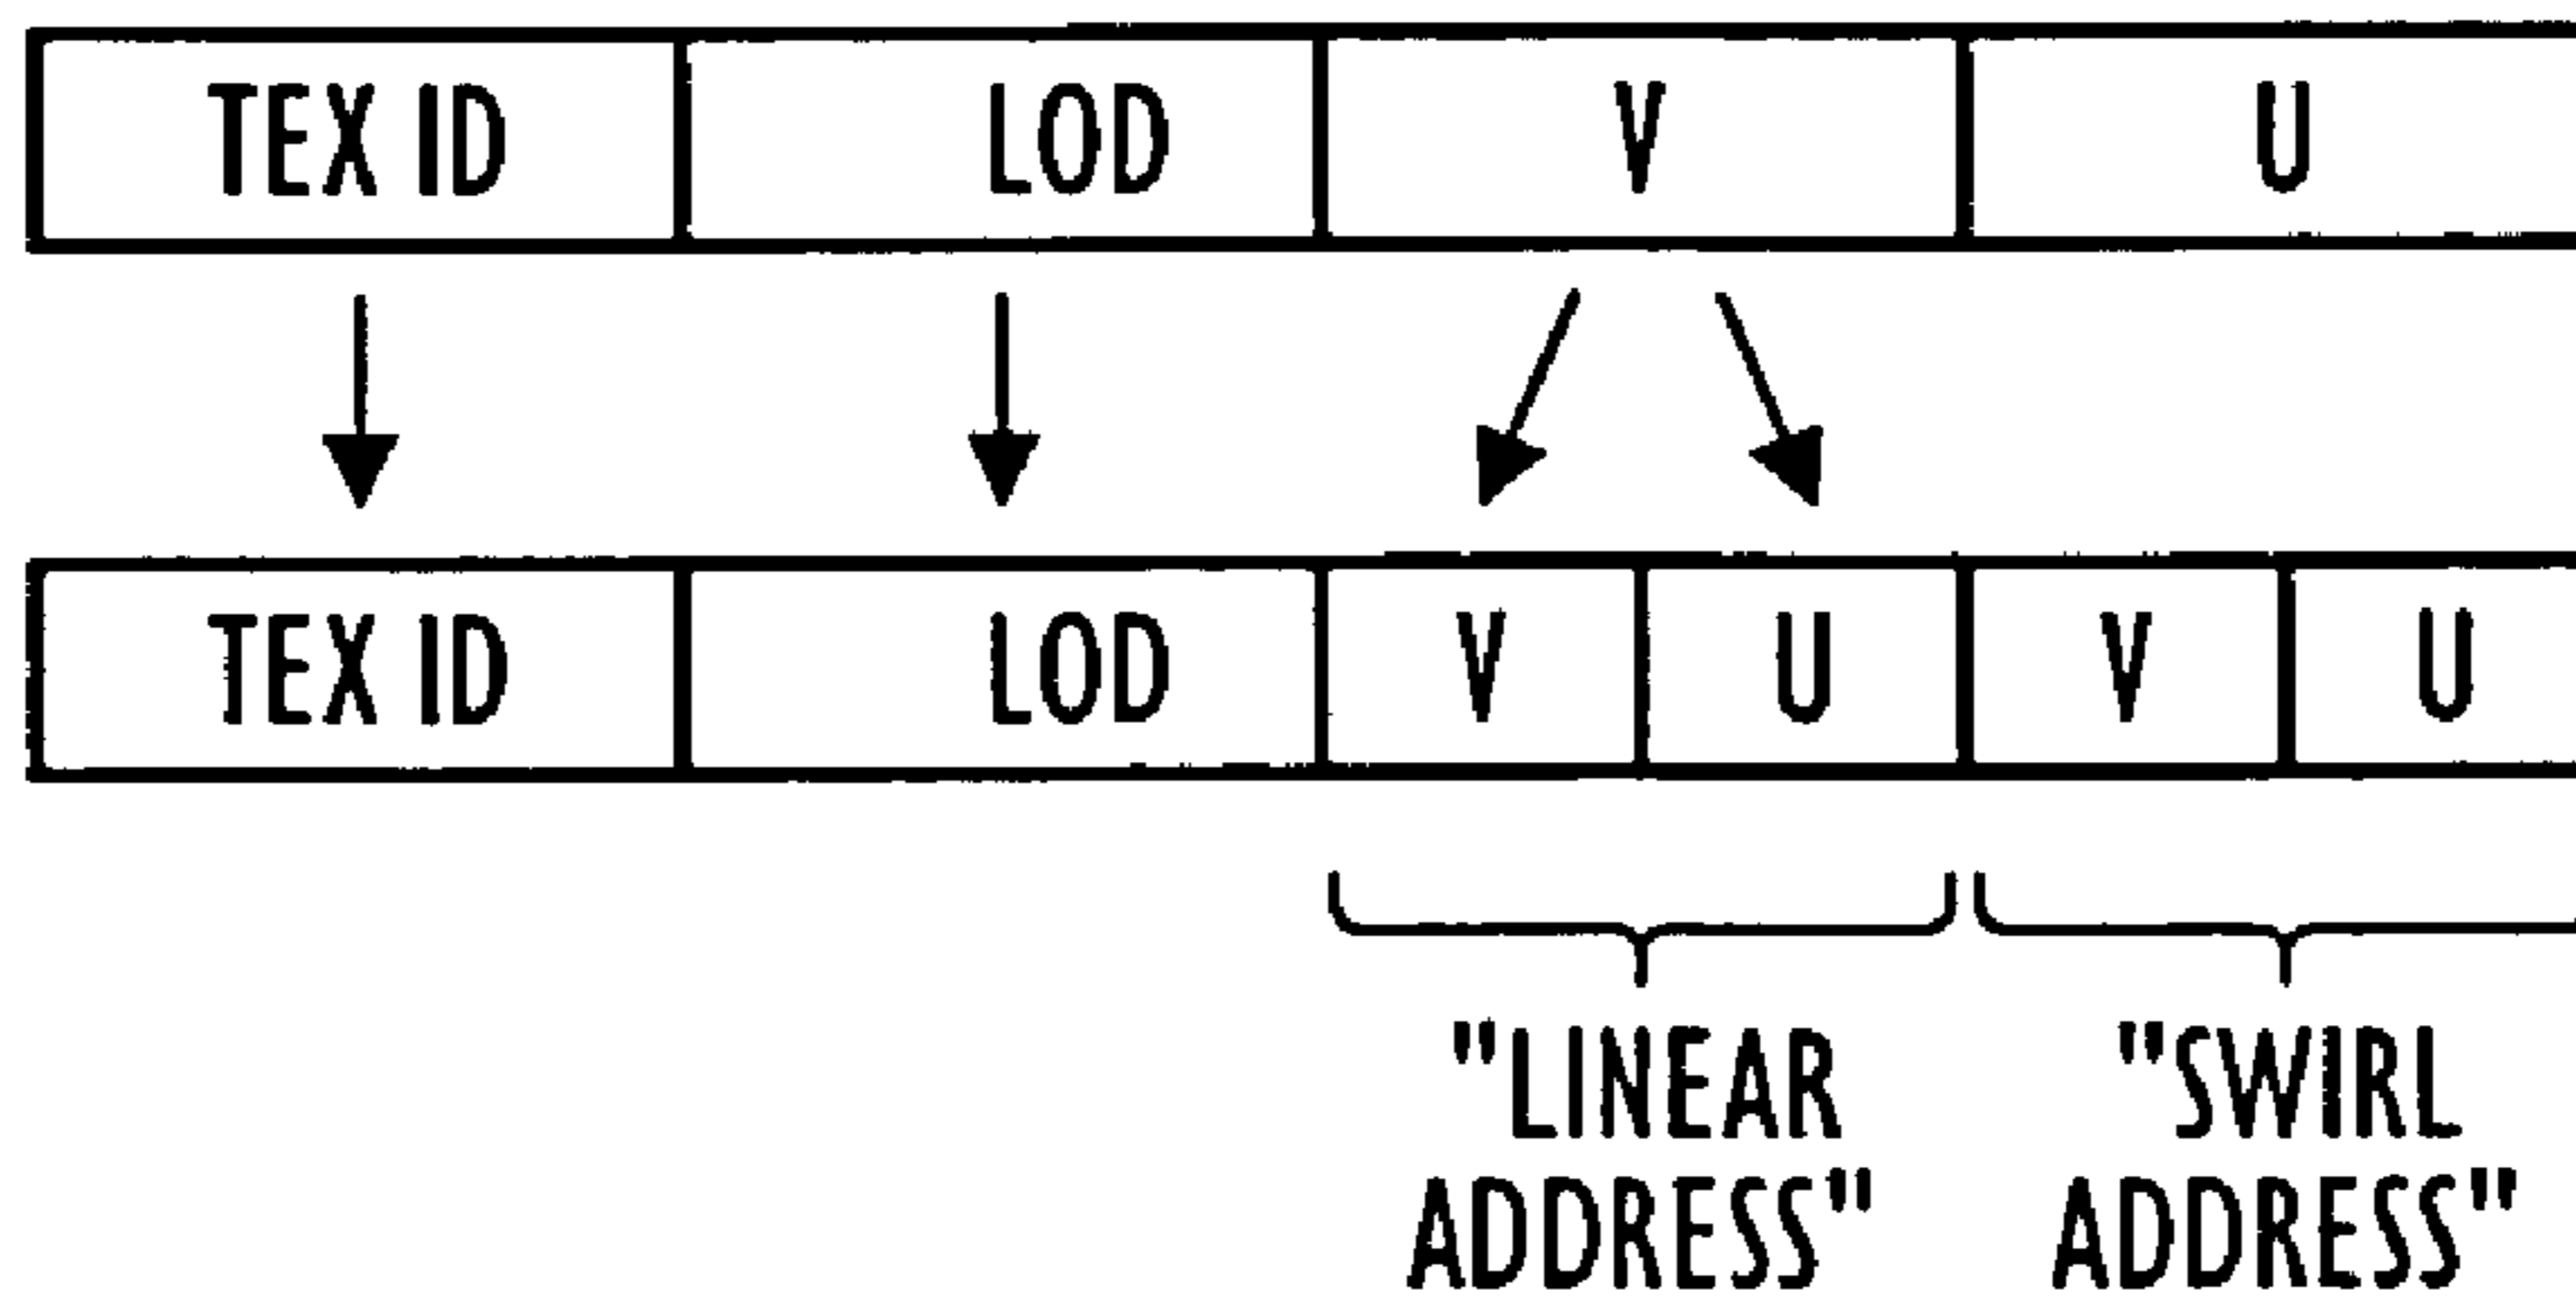 TEX ID LOD V U
TEX ID LOD V U V U
"LINEAR "SWIRL
ADDRESS" ADDRESS"